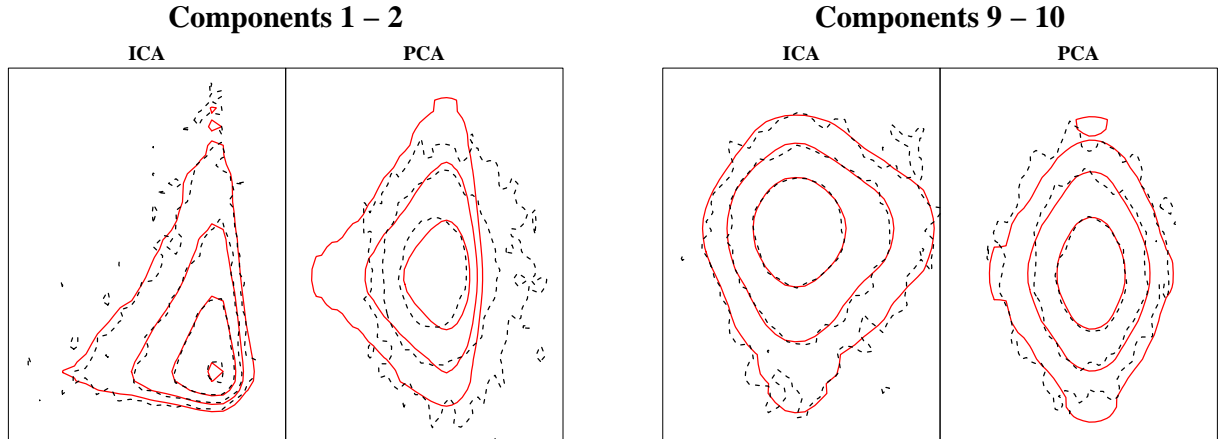 Components 1 – 2
ICA
PCA
Components 9 – 10
ICA
PCA